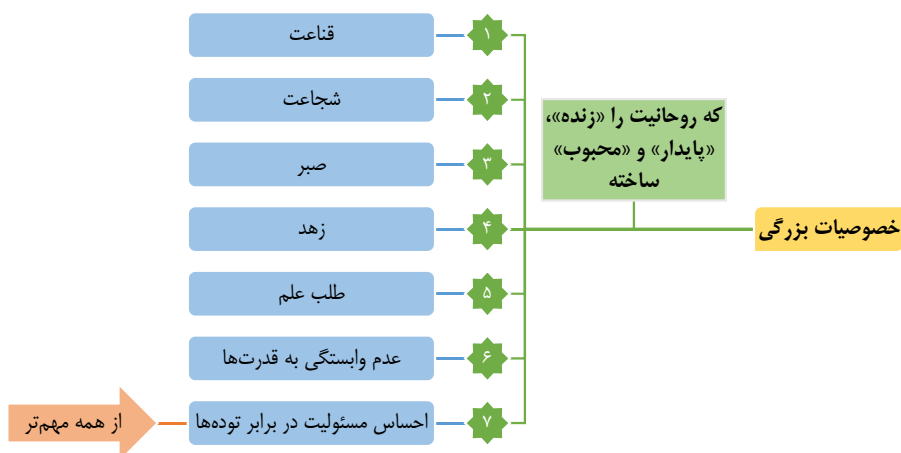 خصوصیات بزرگی
که روحانیت را «زنده»،
«پایدار» و «محبوب»
ساخته
۱
قناعت
۲
شجاعت
۳
صبر
۴
زهد
۵
طلب علم
۶
عدم وابستگی به قدرت‌ها
۷
احساس مسئولیت در برابر توده‌ها
از همه مهم‌تر